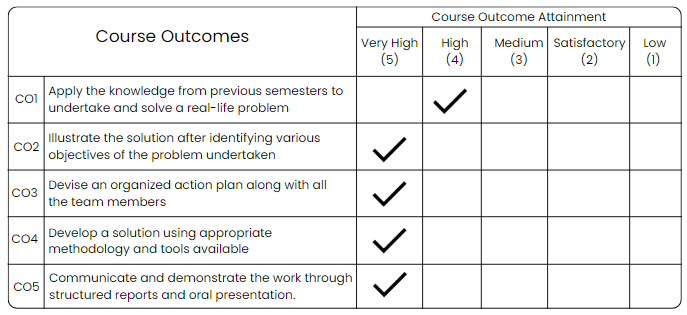 Course Outcomes
Course Outcome Attainment
Very High
(5)
High
(4)
Medium
(3)
Satisfactory
(2)
Low
(1)
CO1
Apply the knowledge from previous semesters to
undertake and solve a real-life problem
CO2
Illustrate the solution after identifying various
objectives of the problem undertaken
CO3
Devise an organized action plan along with all
the team members
CO4
Develop a solution using appropriate
methodology and tools available
CO5
Communicate and demonstrate the work through
structured reports and oral presentation.